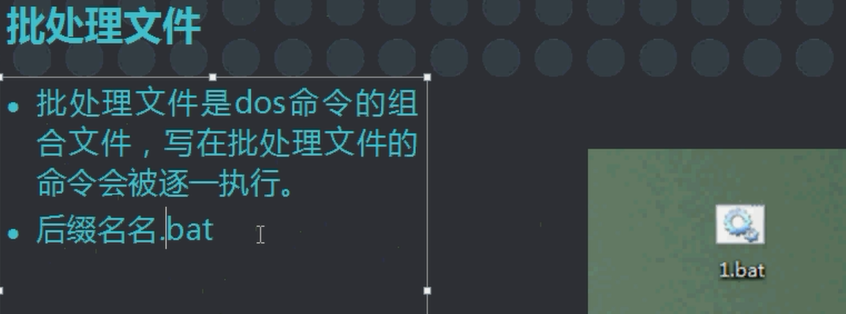 批处理文件
批处理文件是dos命令的组
合文件，写在批处理文件的
命令会被逐一执行。
后缀名名.bat
1.bat